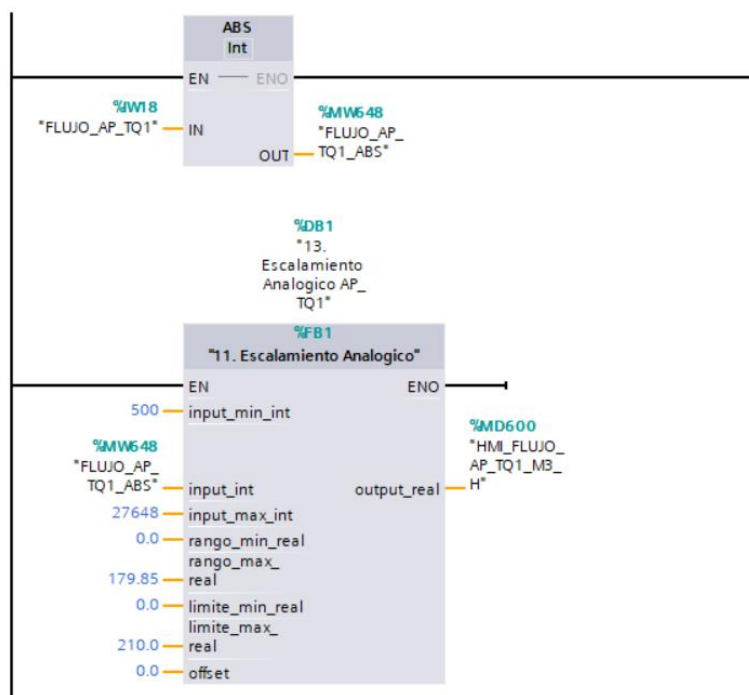 ABS
Int
EN ENO
%IW18
"FLUJO_AP_TQ1"
IN
%MW648
"FLUJO_AP_
TQ1_ABS"
OUT
%DB1
"13.
Escalamiento
Analogico AP_
TQ1"
%FB1
"11. Escalamiento Analogico"
EN ENO
500 input_min_int
%MW648
"FLUJO_AP_
TQ1_ABS"
input_int
%MD600
"HMI_FLUJO_
AP_TQ1_M3_
H"
output_real
27648 input_max_int
0.0 rango_min_real
rango_max_
179.85 real
0.0 limite_min_real
limite_max_
210.0 real
0.0 offset